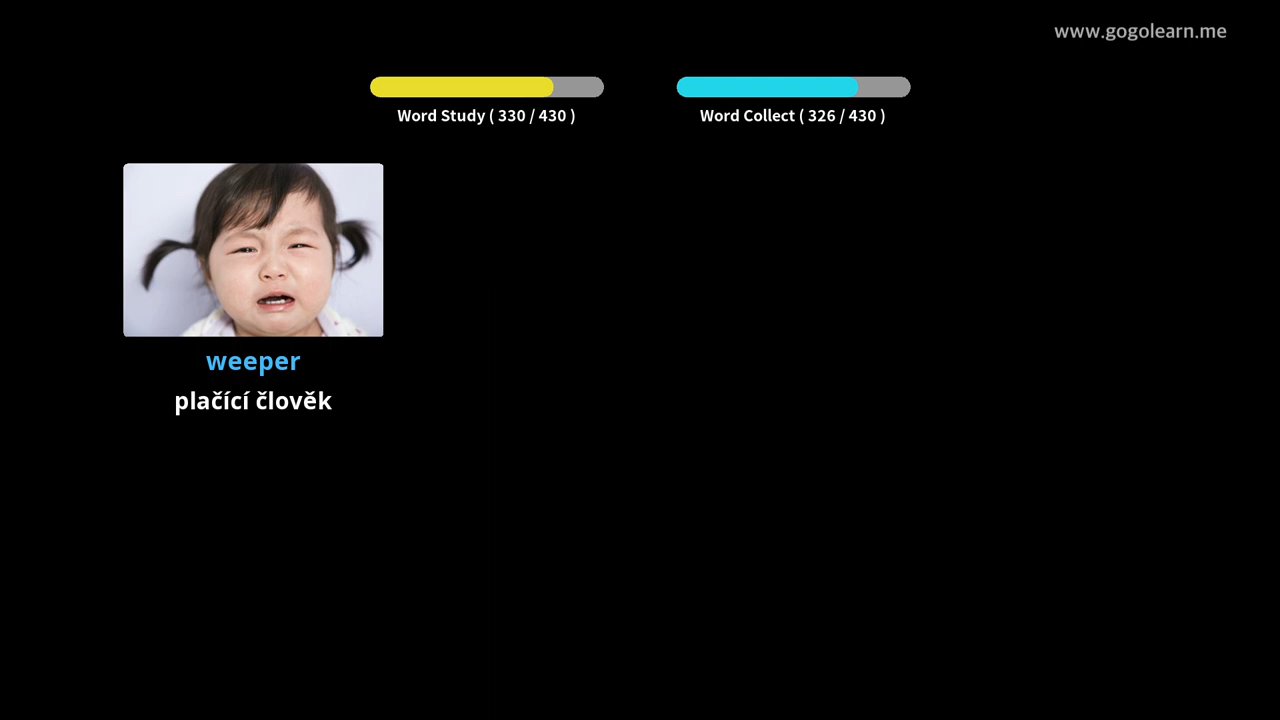 www.gogolearn.me
Word Study ( 330 / 430 )
Word Collect ( 326 / 430 )
weeper
plačící člověk